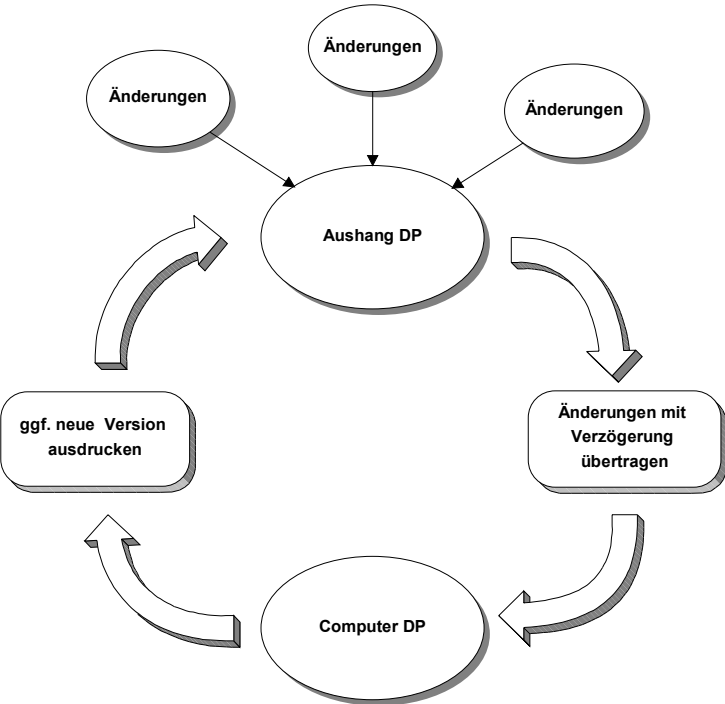 Änderungen
Änderungen
Änderungen
Aushang DP
ggf. neue Version
ausdrucken
Änderungen mit
Verzögerung
übertragen
Computer DP